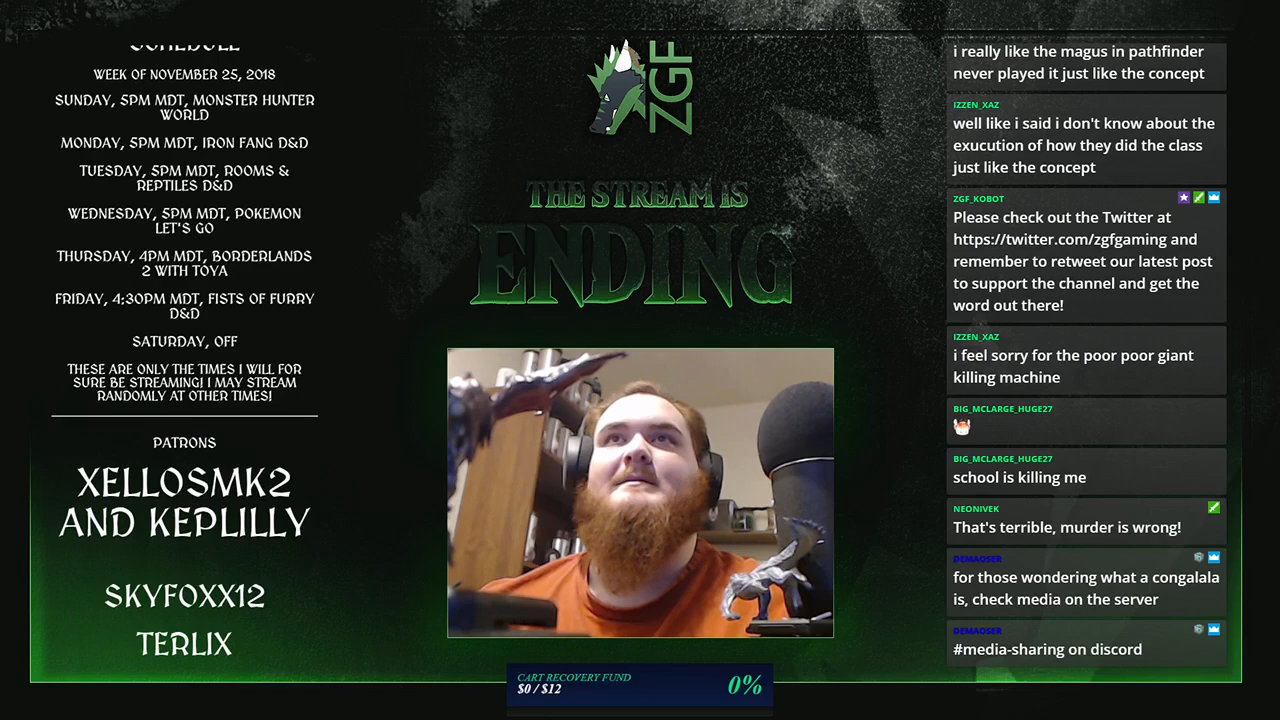 SCHEDULE
WEEK OF NOVEMBER 25, 2018
SUNDAY, 5PM MDT, MONSTER HUNTER
WORLD
MONDAY, 5PM MDT, IRON FANG D&D
TUESDAY, 5PM MDT, ROOMS &
REPTILES D&D
WEDNESDAY, 5PM MDT, POKEMON
LET'S GO
THURSDAY, 4PM MDT, BORDERLANDS
2 WITH TOYA
FRIDAY, 4:30PM MDT, FISTS OF FURRY
D&D
SATURDAY, OFF
THESE ARE ONLY THE TIMES I WILL FOR
SURE BE STREAMING! I MAY STREAM
RANDOMLY AT OTHER TIMES!
PATRONS
XELLOSMK2
AND KEPLILLY
SKYFOXX12
TERLIX
ZGF
THE STREAM IS
ENDING
CART RECOVERY FUND
$0 / $12
0%
i really like the magus in pathfinder
never played it just like the concept
IZZEN_XAZ
well like i said i don't know about the
exucution of how they did the class
just like the concept
ZGF_KOBOT
Please check out the Twitter at
https://twitter.com/zgfgaming and
remember to retweet our latest post
to support the channel and get the
word out there!
IZZEN_XAZ
i feel sorry for the poor poor giant
killing machine
BIG_MCLARGE_HUGE27
BIG_MCLARGE_HUGE27
school is killing me
NEONIVEK
That's terrible, murder is wrong!
DEMAOSER
for those wondering what a congalala
is, check media on the server
DEMAOSER
#media-sharing on discord